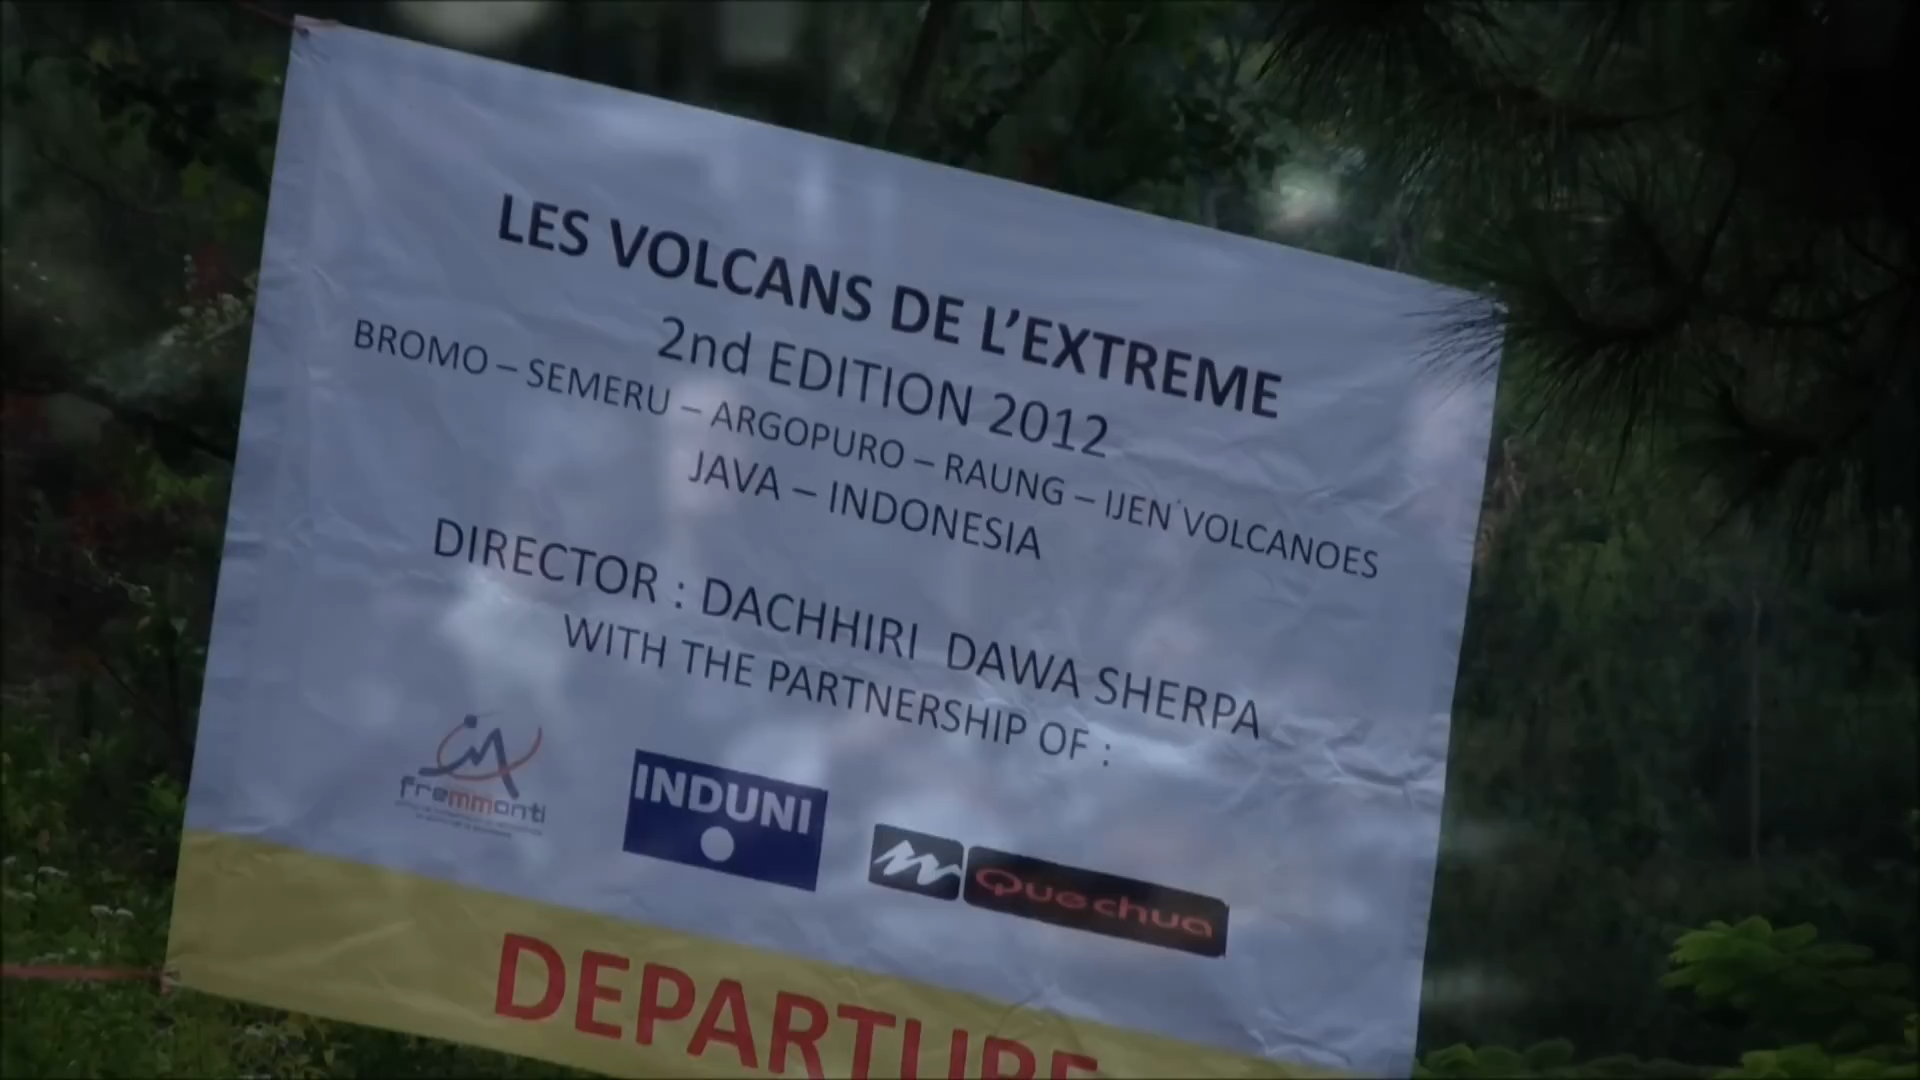 LES VOLCANS DE L'EXTREME
2nd EDITION 2012
BROMO – SEMERU – ARGOPURO – RAUNG – IJEN VOLCANOES
JAVA – INDONESIA
DIRECTOR : DACHHIRI DAWA SHERPA
WITH THE PARTNERSHIP OF :
fremmonti
INDUNI
Quechua
DEPARTURE